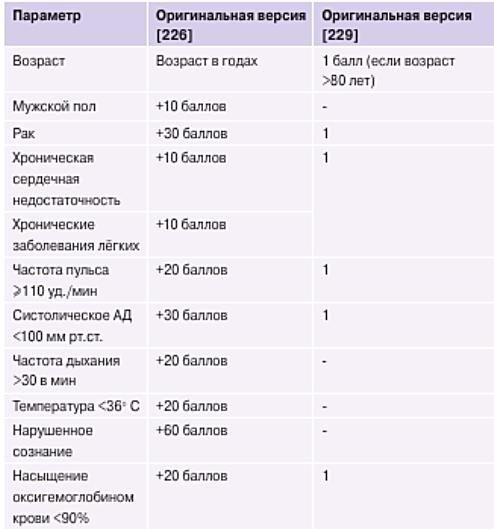 Параметр Оригинальная версия Оригинальная версия
[226] [229]
Возраст Возраст в годах 1 балл (если возраст
>80 лет)
Мужской пол +10 баллов -
Рак +30 баллов 1
Хроническая +10 баллов 1
сердечная
недостаточность
Хронические +10 баллов
заболевания лёгких
Частота пульса +20 баллов 1
⩾110 уд./мин
Систолическое АД +30 баллов 1
<100 мм рт.ст.
Частота дыхания +20 баллов -
>30 в мин
Температура <36° С +20 баллов -
Нарушенное +60 баллов -
сознание
Насыщение +20 баллов 1
оксигемоглобином
крови <90%